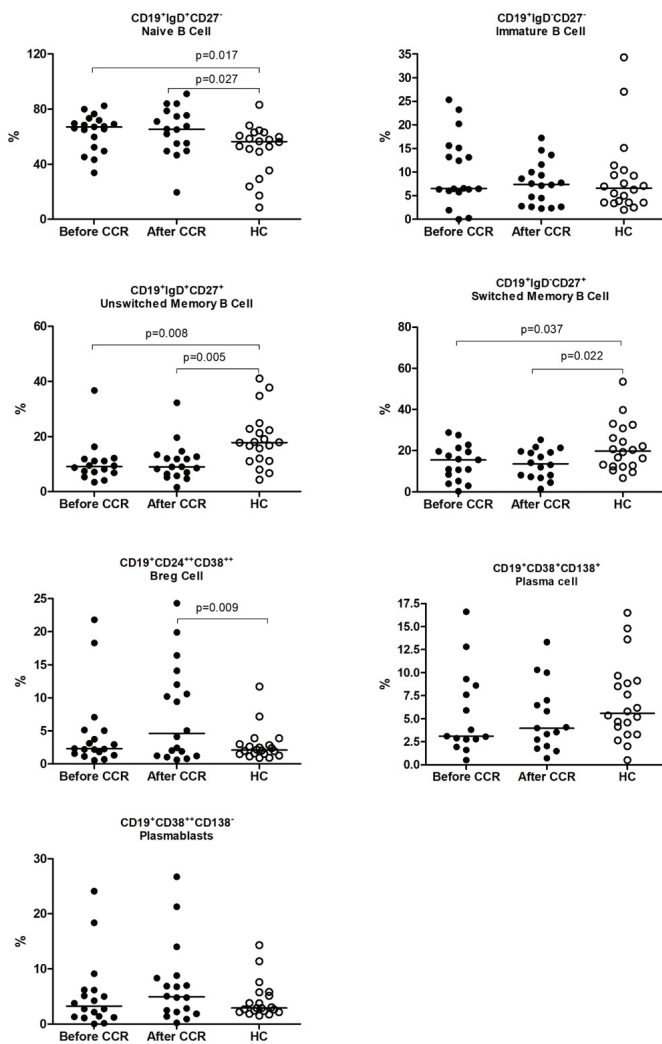 CD19⁺IgD⁺CD27⁻
Naive B Cell
120
80
40
0
%
p=0.017
p=0.027
Before CCR After CCR HC
CD19⁺IgD⁻CD27⁻
Immature B Cell
35
30
25
20
15
10
5
0
%
Before CCR After CCR HC
CD19⁺IgD⁺CD27⁺
Unswitched Memory B Cell
60
40
20
0
%
p=0.008
p=0.005
Before CCR After CCR HC
CD19⁺IgD⁻CD27⁺
Switched Memory B Cell
80
60
40
20
0
%
p=0.037
p=0.022
Before CCR After CCR HC
CD19⁺CD24⁺⁺CD38⁺⁺
Breg Cell
25
20
15
10
5
0
%
p=0.009
Before CCR After CCR HC
CD19⁺CD38⁺CD138⁺
Plasma cell
17.5
15.0
12.5
10.0
7.5
5.0
2.5
0.0
%
Before CCR After CCR HC
CD19⁺CD38⁺⁺CD138⁻
Plasmablasts
30
20
10
0
%
Before CCR After CCR HC